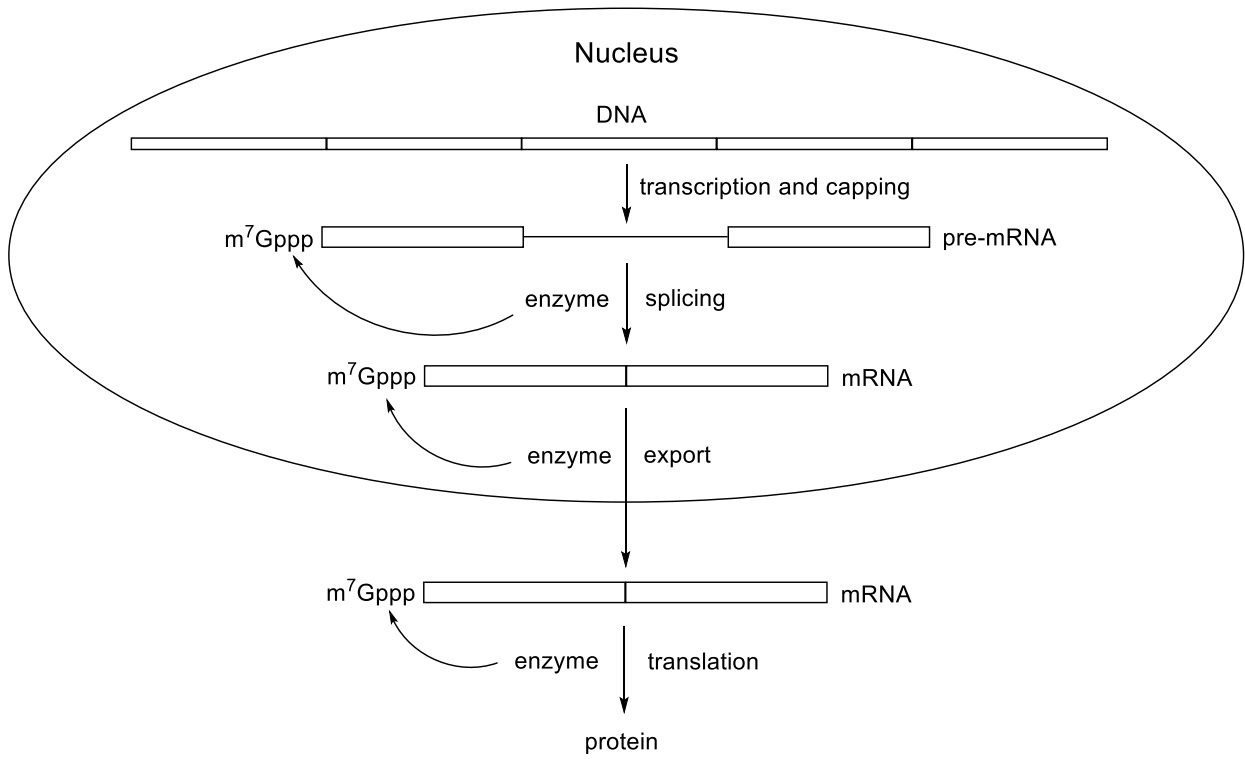 Nucleus
DNA
transcription and capping
m⁷Gppp
pre-mRNA
enzyme
splicing
m⁷Gppp
mRNA
enzyme
export
m⁷Gppp
mRNA
enzyme
translation
protein